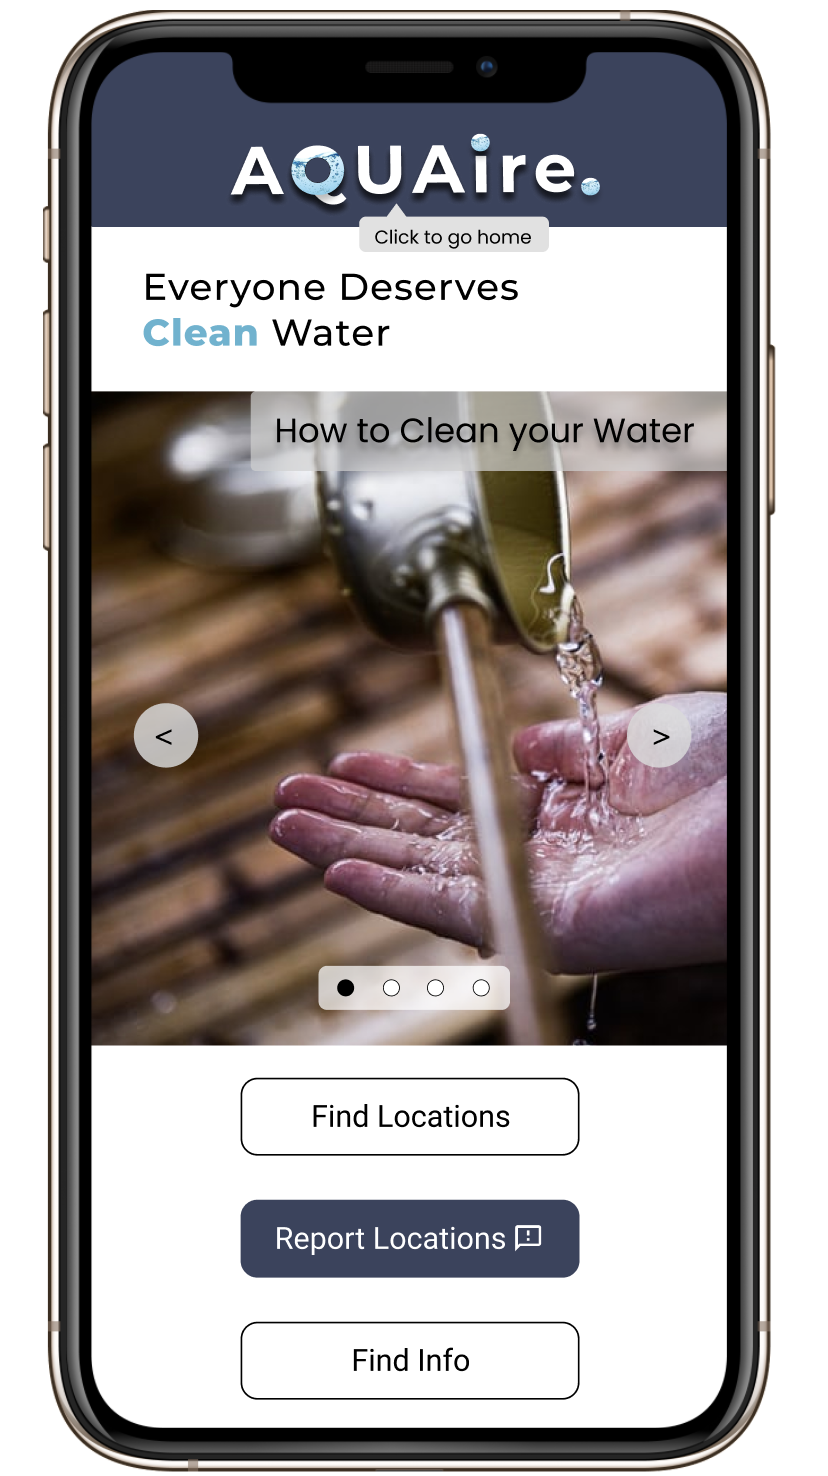 AQUAire.
Click to go home
Everyone Deserves
Clean Water
How to Clean your Water
<
>
Find Locations
Report Locations
Find Info